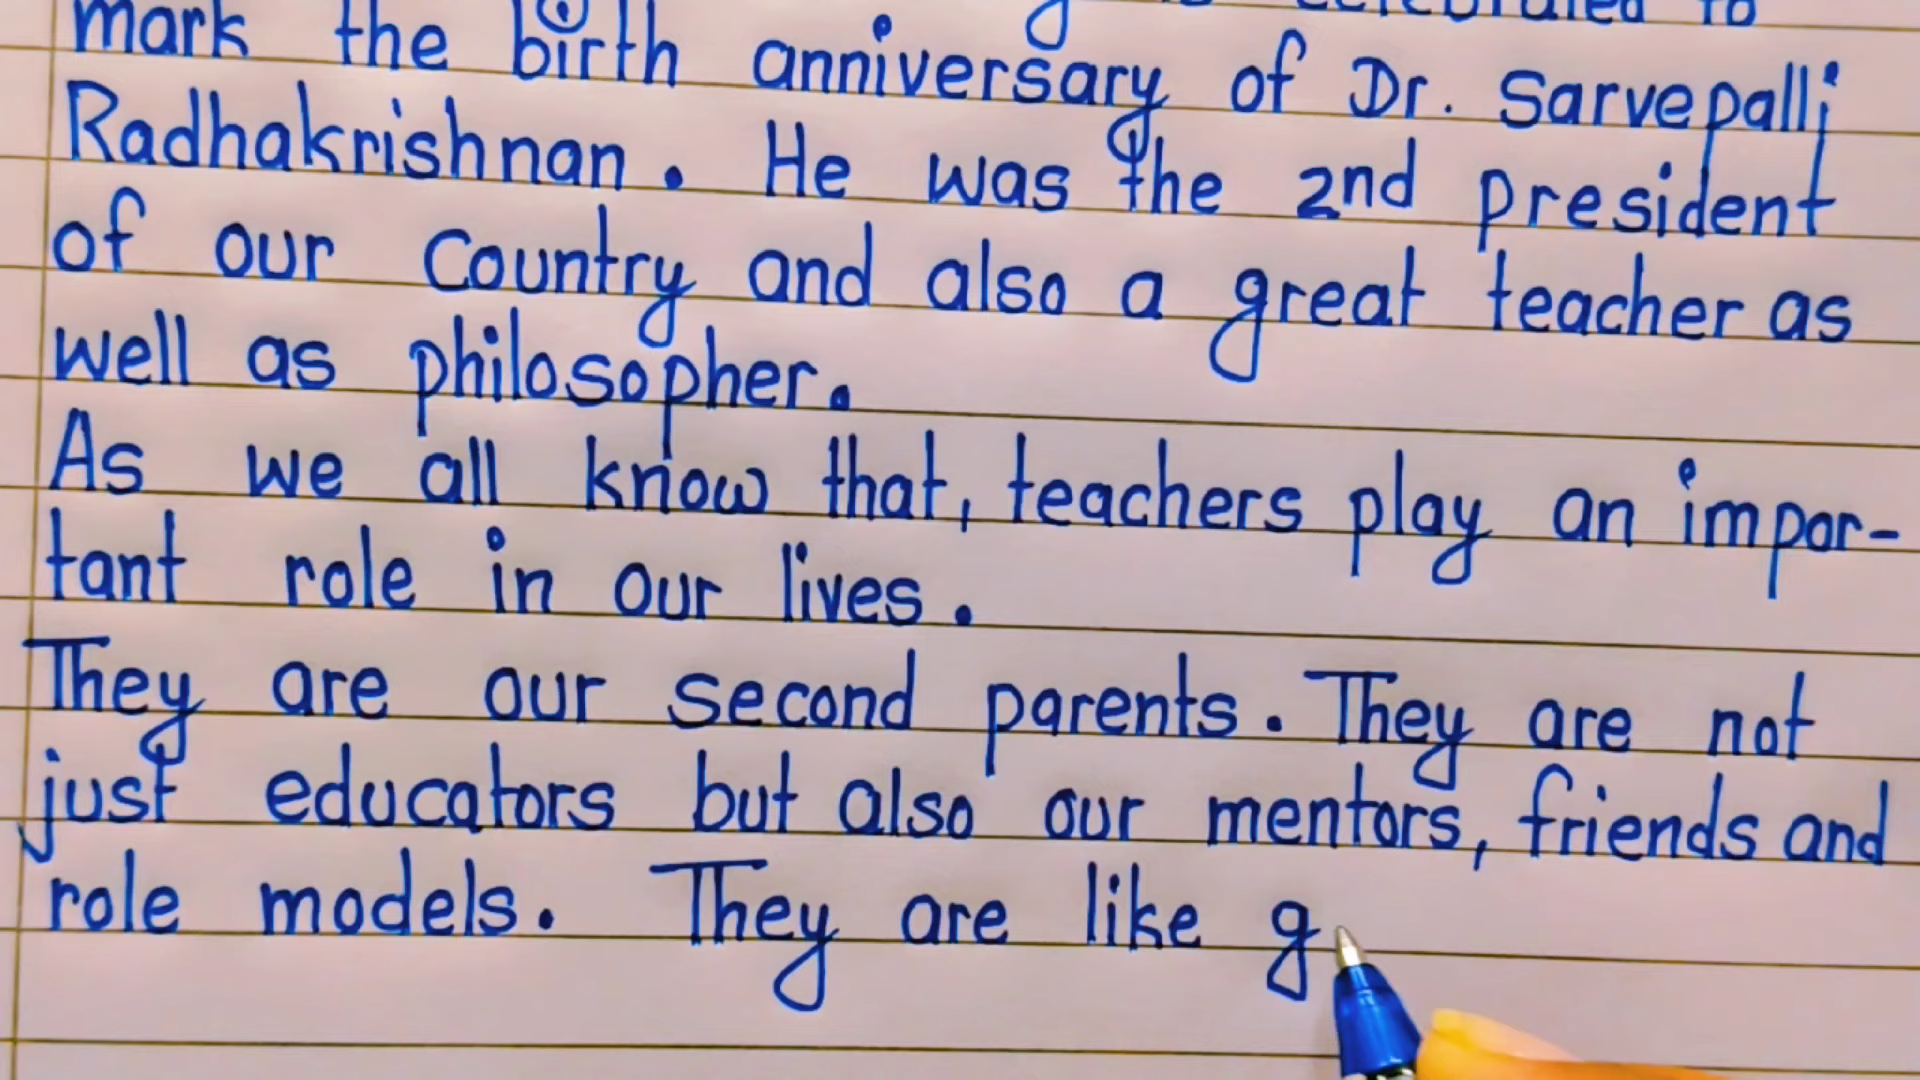 celebrated to
mark the birth anniversary of Dr. Sarvepalli
Radhakrishnan. He was the 2nd president
of our Country and also a great teacher as
well as philosopher.
As we all know that, teachers play an impor-
tant role in our lives.
They are our second parents. They are not
just educators but also our mentors, friends and
role models. They are like g